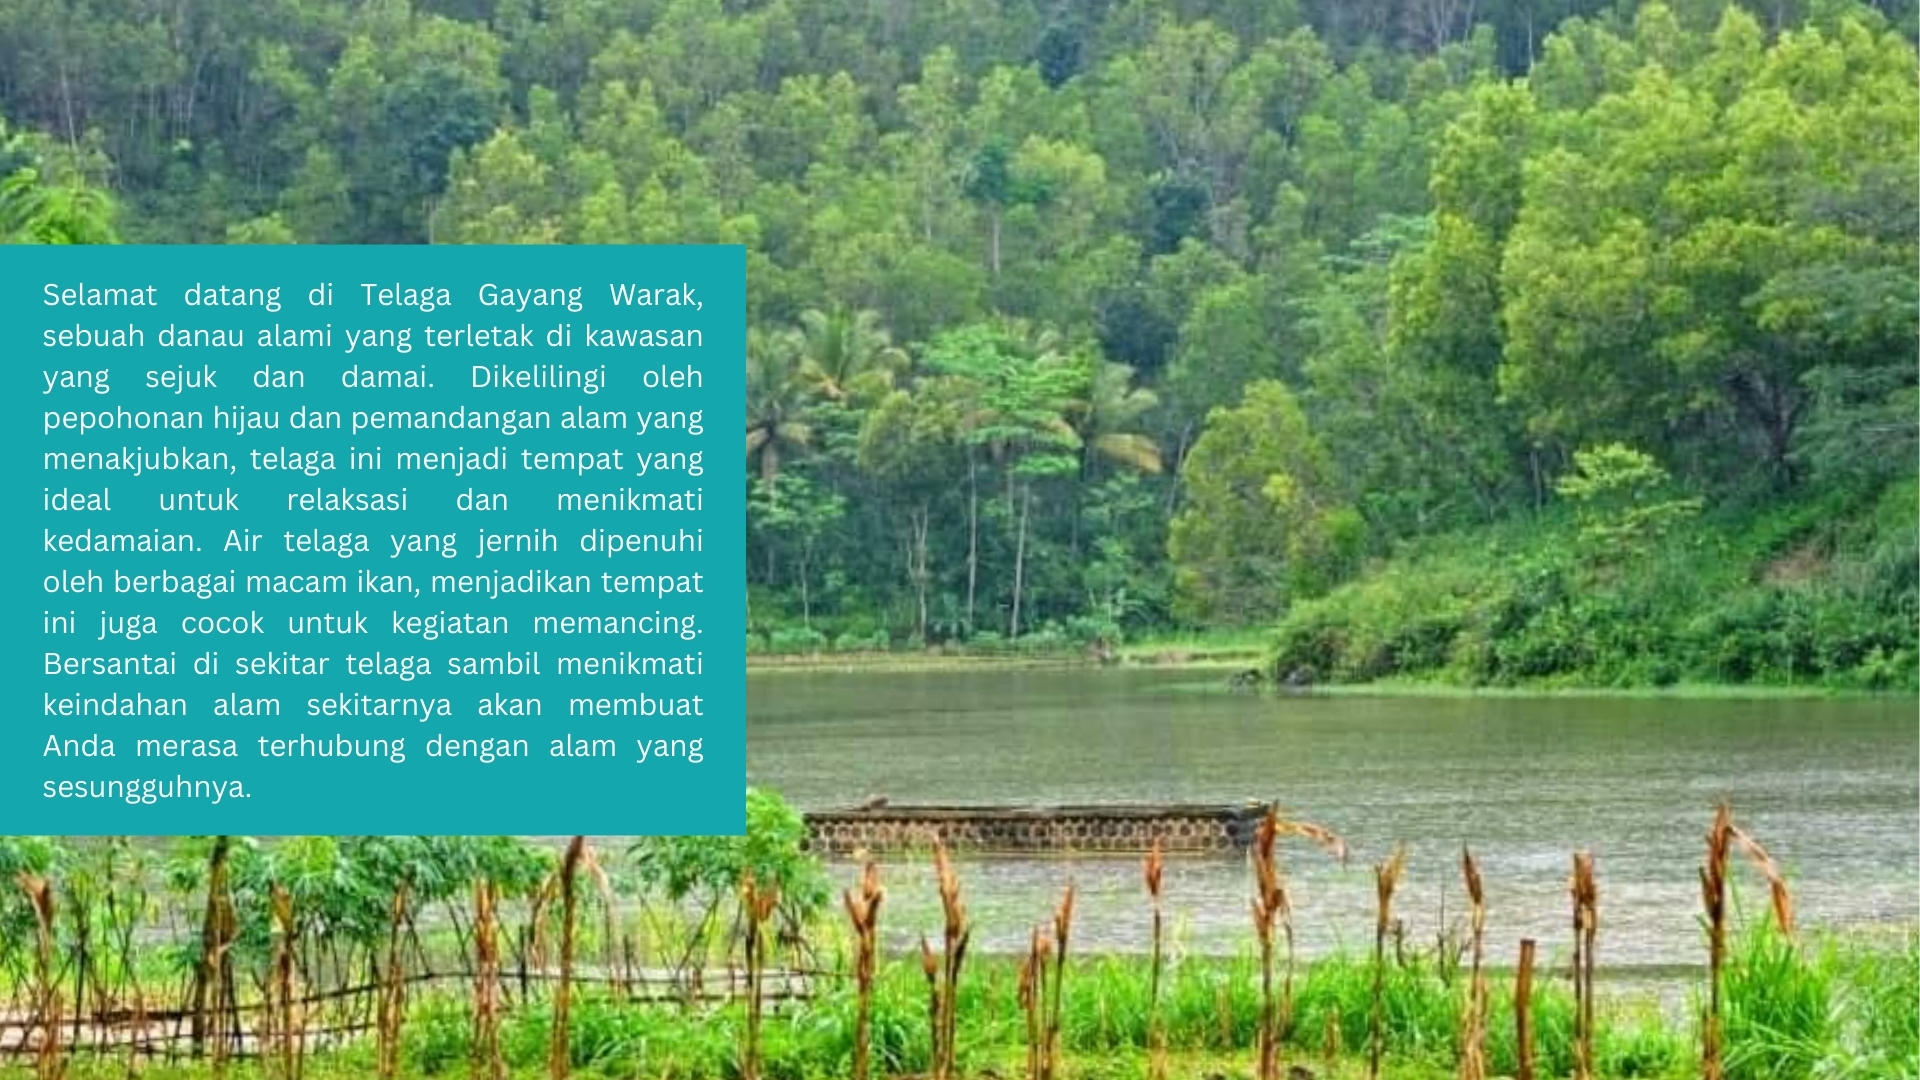 Selamat datang di Telaga Gayang Warak,
sebuah danau alami yang terletak di kawasan
yang sejuk dan damai. Dikelilingi oleh
pepohonan hijau dan pemandangan alam yang
menakjubkan, telaga ini menjadi tempat yang
ideal untuk relaksasi dan menikmati
kedamaian. Air telaga yang jernih dipenuhi
oleh berbagai macam ikan, menjadikan tempat
ini juga cocok untuk kegiatan memancing.
Bersantai di sekitar telaga sambil menikmati
keindahan alam sekitarnya akan membuat
Anda merasa terhubung dengan alam yang
sesungguhnya.